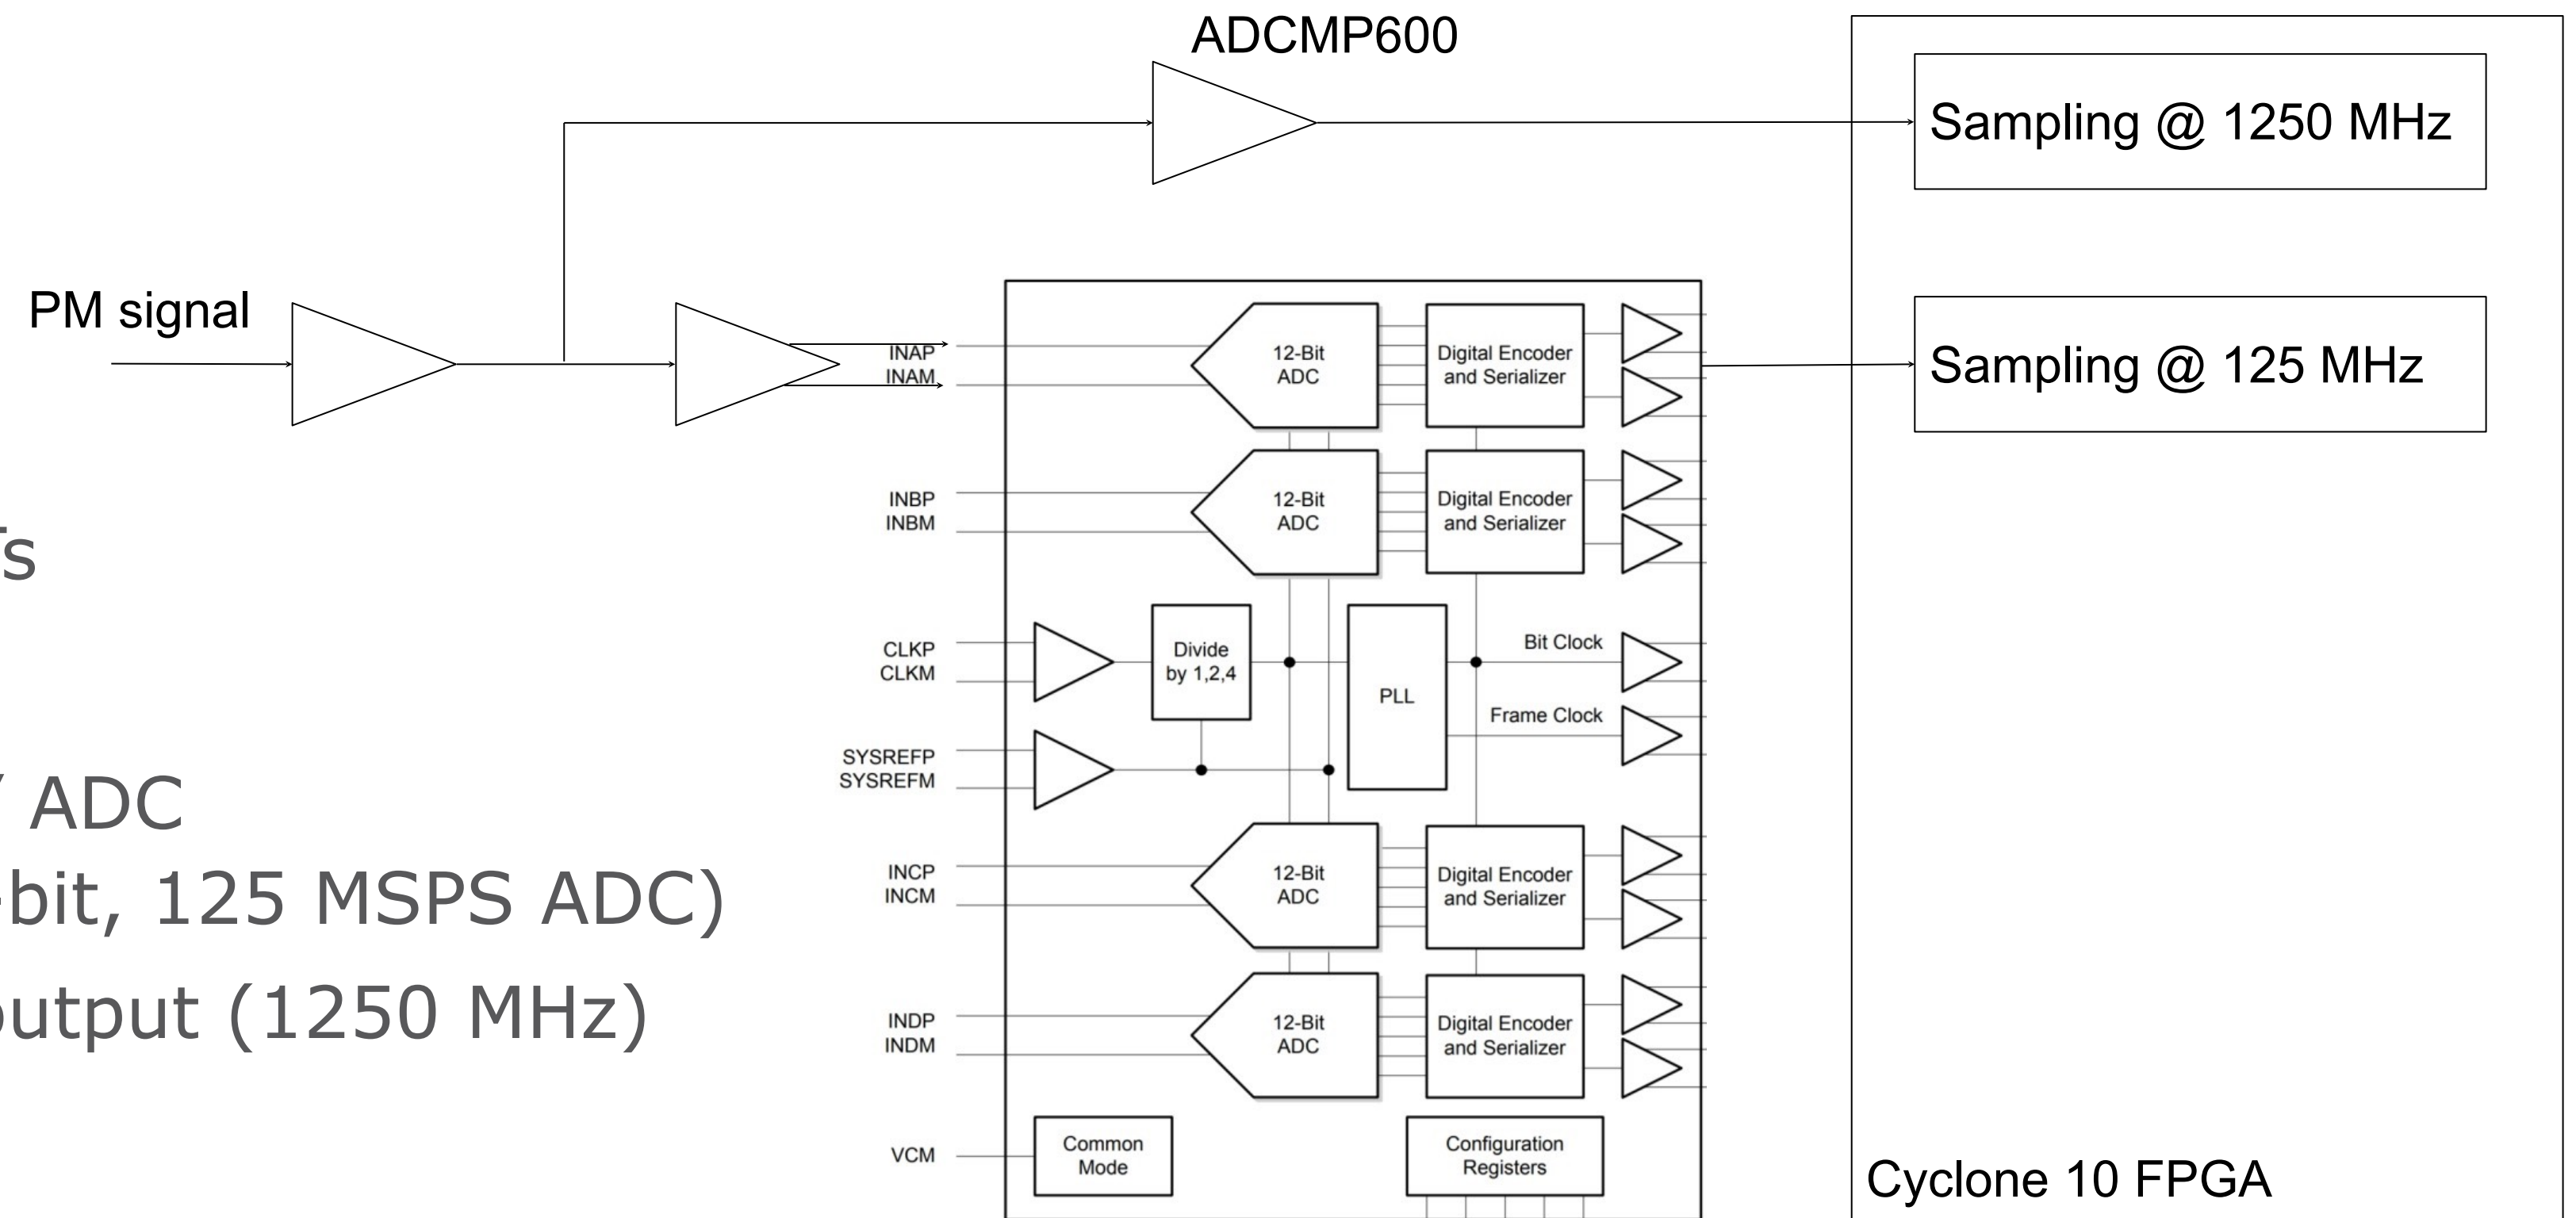 ADCMP600
Sampling @ 1250 MHz
PM signal
Sampling @ 125 MHz
INAP
INAM
12-Bit
ADC
Digital Encoder
and Serializer
INBP
INBM
12-Bit
ADC
Digital Encoder
and Serializer
Ts
CLKP
CLKM
Divide
by 1,2,4
PLL
Bit Clock
Frame Clock
SYSREFP
SYSREFM
ADC
-bit, 125 MSPS ADC)
output (1250 MHz)
INCP
INCM
12-Bit
ADC
Digital Encoder
and Serializer
INDP
INDM
12-Bit
ADC
Digital Encoder
and Serializer
VCM
Common
Mode
Configuration
Registers
Cyclone 10 FPGA